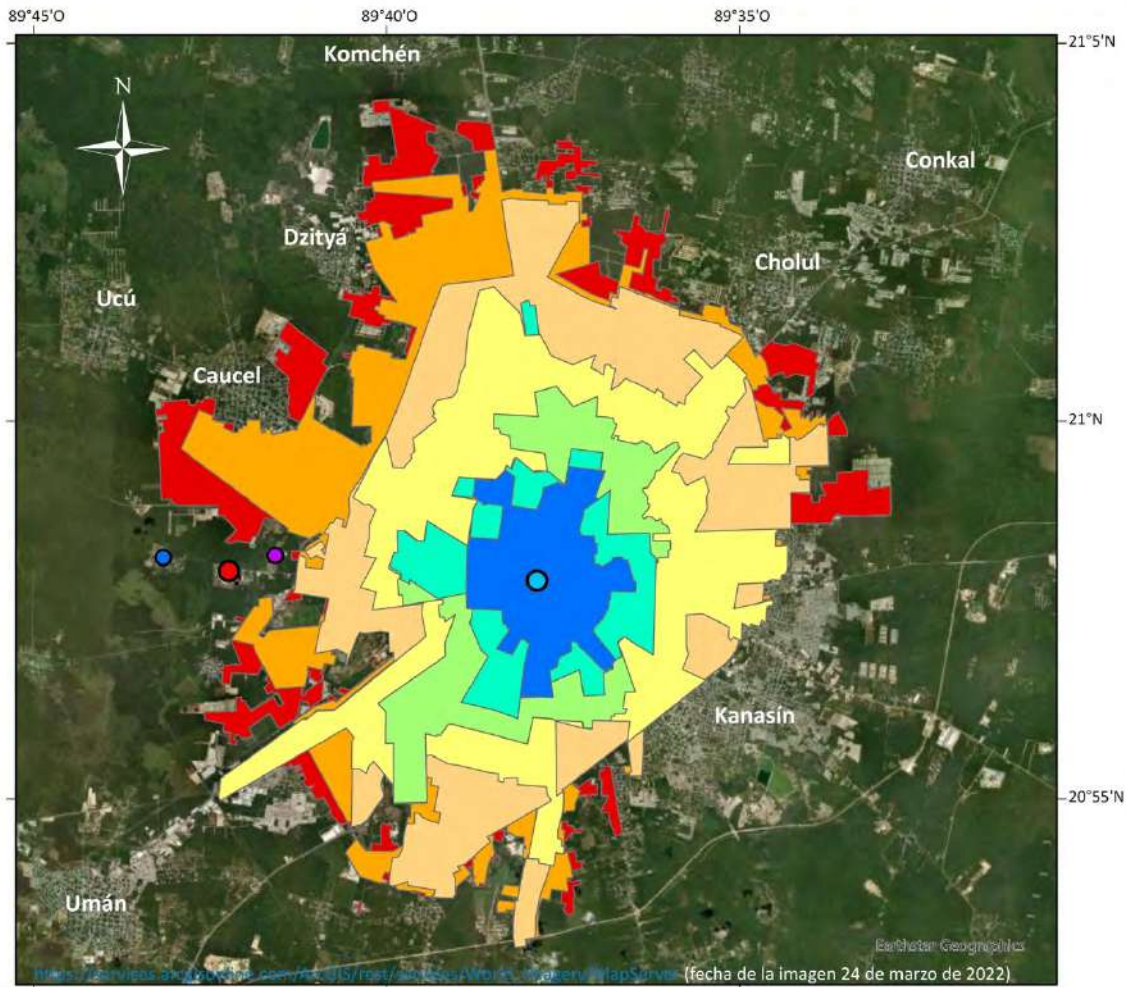 89°45'O 89°40'O 89°35'O
21°5'N
Komchén
N
Conkal
Dzityá
Cholul
Ucú
Caucel
21°N
Kanasín
20°55'N
Umán
Earthstar Geographics
(fecha de la imagen 24 de marzo de 2022)